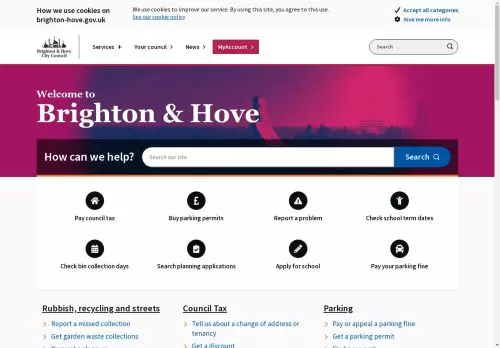 How we use cookies on
brighton-hove.gov.uk
We use cookies to improve our service. By using this site, you agree to this use.
See our cookie policy
Accept all categories
Give me more info
Brighton & Hove
City Council
Services +
Your council
News
MyAccount
Search
Welcome to
Brighton & Hove
How can we help?
Search our site
Search
Pay council tax
Buy parking permits
Report a problem
Check school term dates
Check bin collection days
Search planning applications
Apply for school
Pay your parking fine
Rubbish, recycling and streets
Report a missed collection
Get garden waste collections
Council Tax
Tell us about a change of address or
tenancy
Get a discount
Parking
Pay or appeal a parking fine
Get a parking permit